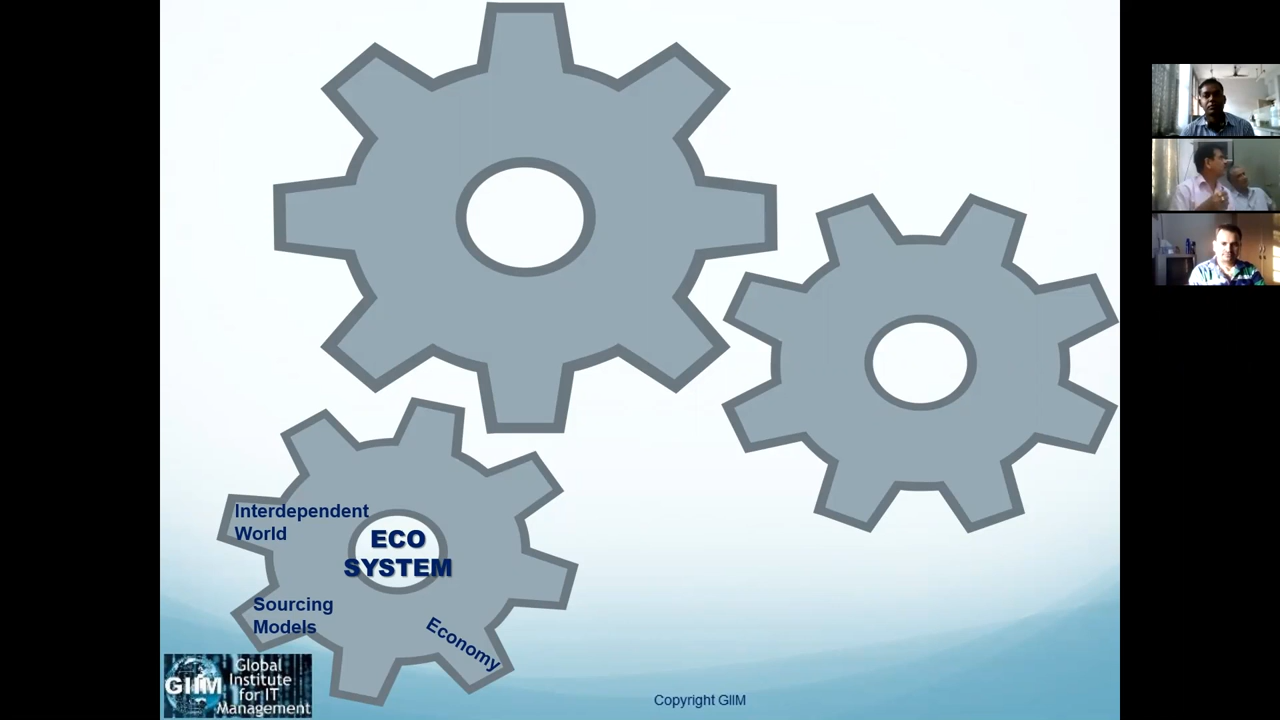 Interdependent
World
ECO
SYSTEM
Sourcing
Models
Economy
GIIM
Global
Institute
for IT
Management
Copyright GIIM